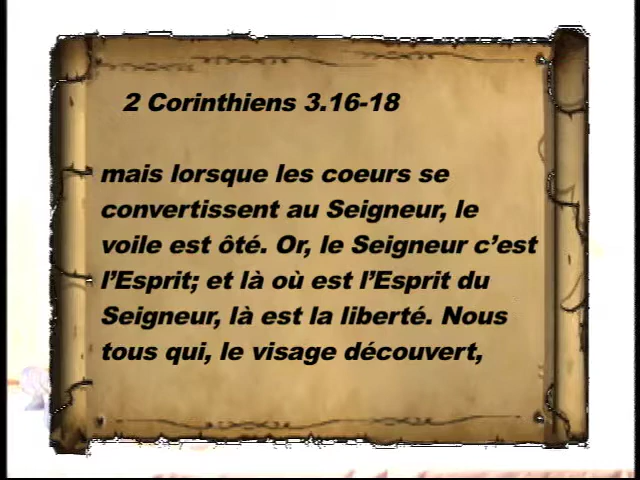 2 Corinthiens 3.16-18
mais lorsque les coeurs se
convertissent au Seigneur, le
voile est ôté. Or, le Seigneur c’est
l’Esprit; et là où est l’Esprit du
Seigneur, là est la liberté. Nous
tous qui, le visage découvert,